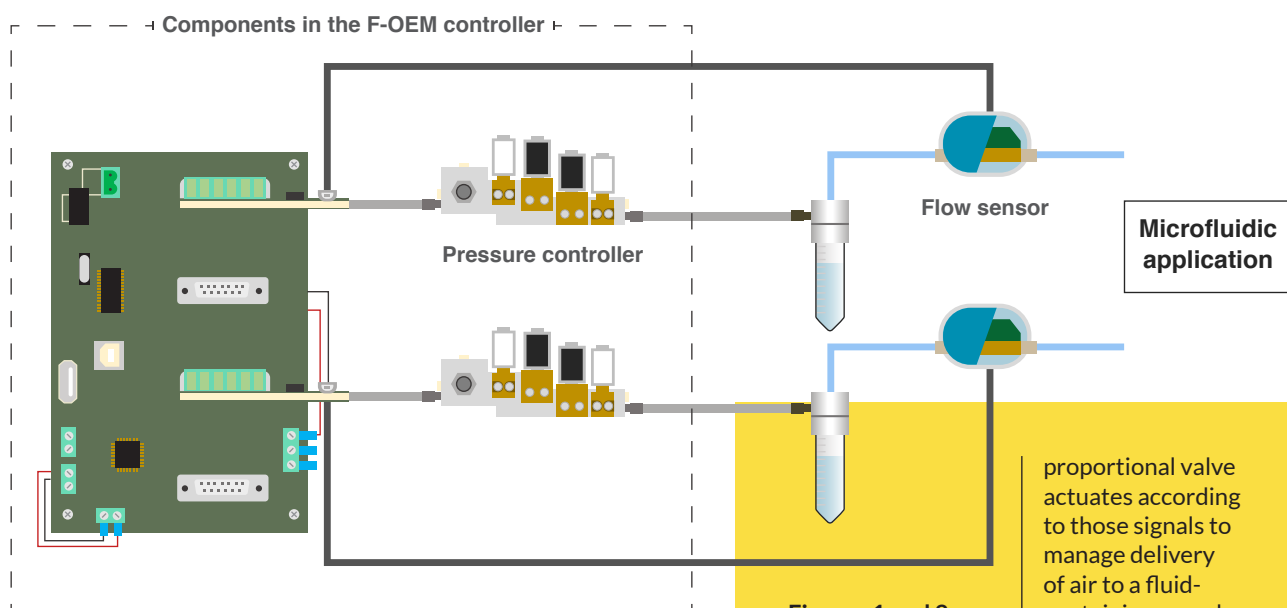 Components in the F-OEM controller
Flow sensor
Pressure controller
Microfluidic
application
proportional valve
actuates according
to those signals to
manage delivery
of air to a fluid-